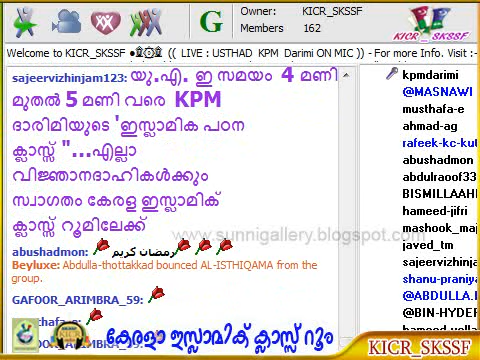 Owner: KICR_SKSSF
Members 162
G
KICR_SKSSF
Welcome to KICR_SKSSF (( LIVE : USTHAD KPM Darimi ON MIC )) - For more Info. Visit :-
sajeervizhinjam123: യു.എ. ഇ സമയം 4 മണി
മുതൽ 5 മണി വരെ KPM
ദാരിമിയുടെ 'ഇസ്ലാമിക പഠന
ക്ലാസ്സ് "...എല്ലാ
വിജ്ഞാനദാഹികൾക്കും
സ്വാഗതം കേരള ഇസ്ലാമിക്
ക്ലാസ്സ് റൂമിലേക്ക്
www.sunnigallery.blogspot.com
abushadmon: رمضان كريم
Beyluxe: Abdulla-thottakkad bounced AL-ISTHIQAMA from the
group.
GAFOOR_ARIMBRA_59:
കേരളാ ഇസ്ലാമിക് ക്ലാസ്സ് റൂം
kpmdarimi
@MASNAWI
musthafa-e
ahmad-ag
rafeek-kc-kut
abushadmon
abdulraoof33
BISMILLAAH
hameed-jifri
mashook_maj
javed_tm
sajeervizhinja
shanu-praniya
@ABDULLA.
@BIN-HYDER
KICR_SKSSF